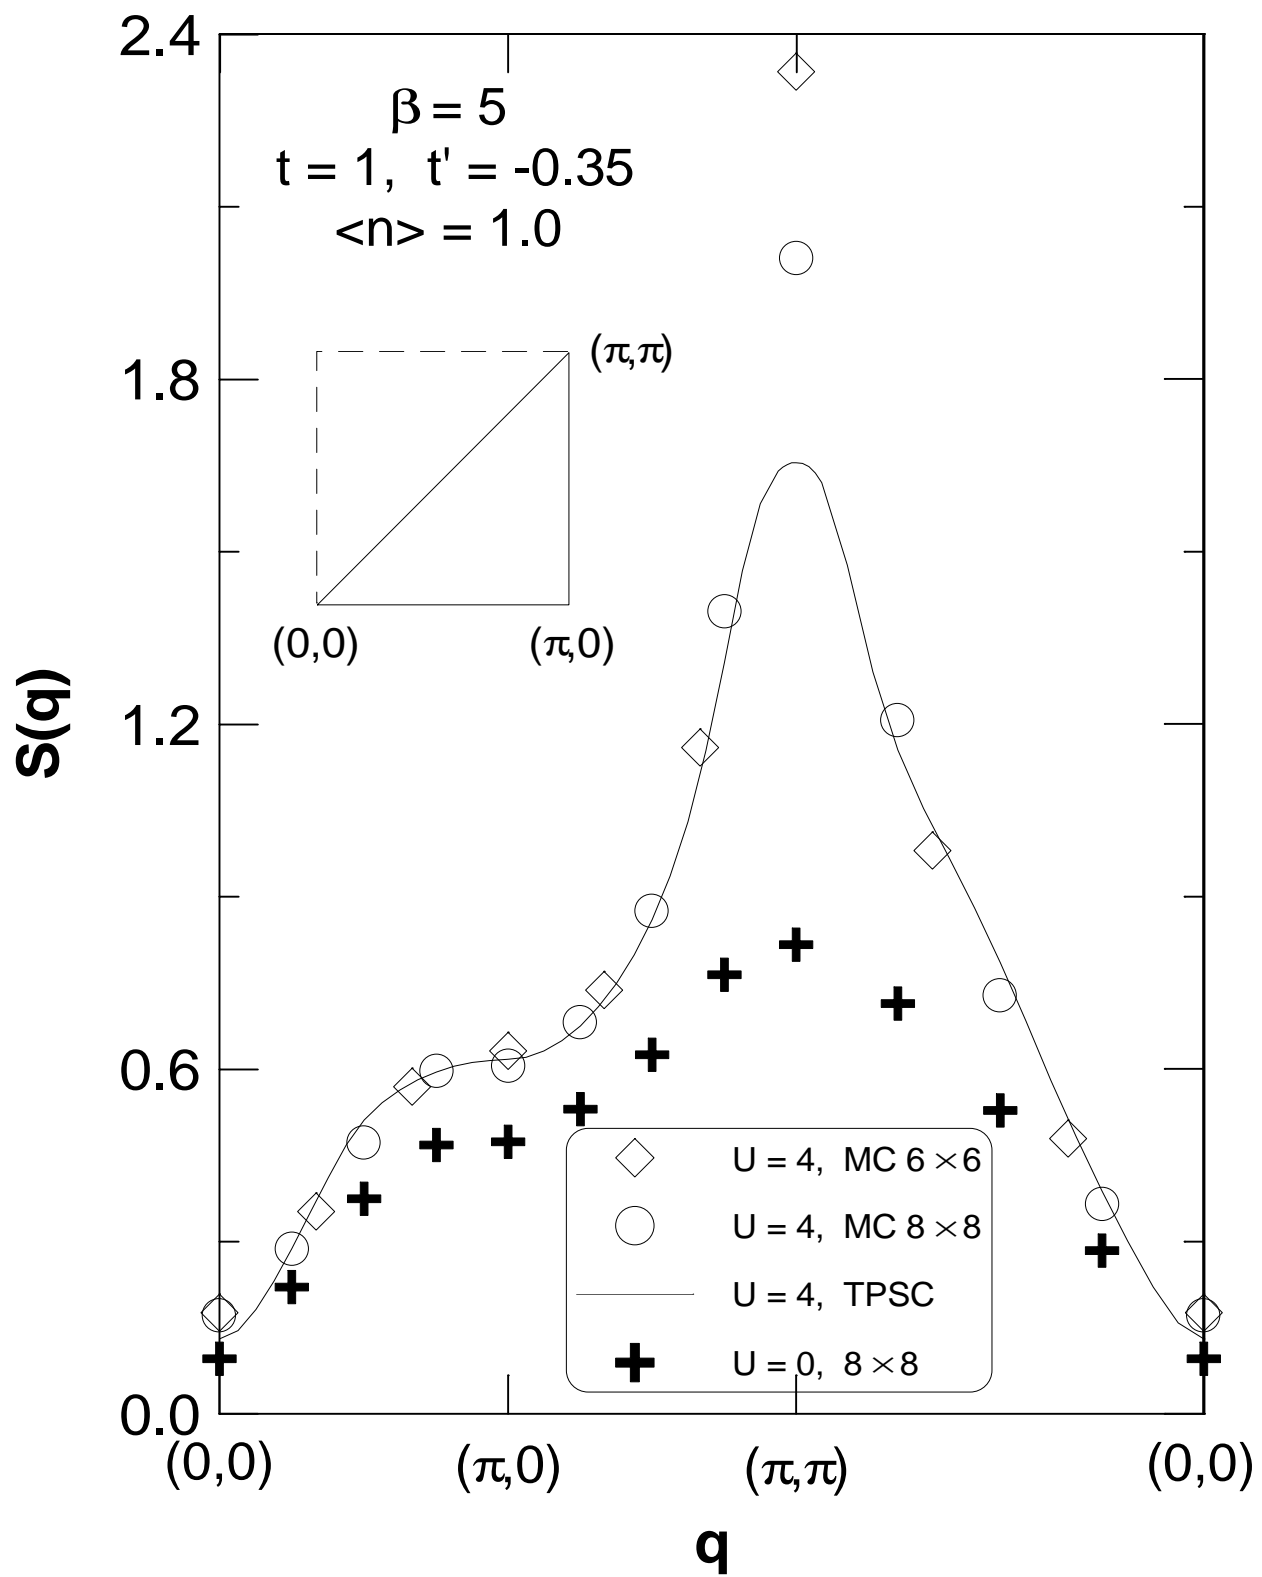 2.4
β = 5
t = 1, t' = -0.35
<n> = 1.0
(π,π)
1.8
(0,0) (π,0)
S(q)
1.2
0.6
U = 4, MC 6 × 6
U = 4, MC 8 × 8
U = 4, TPSC
U = 0, 8 × 8
0.0
(0,0) (π,0) (π,π) (0,0)
q